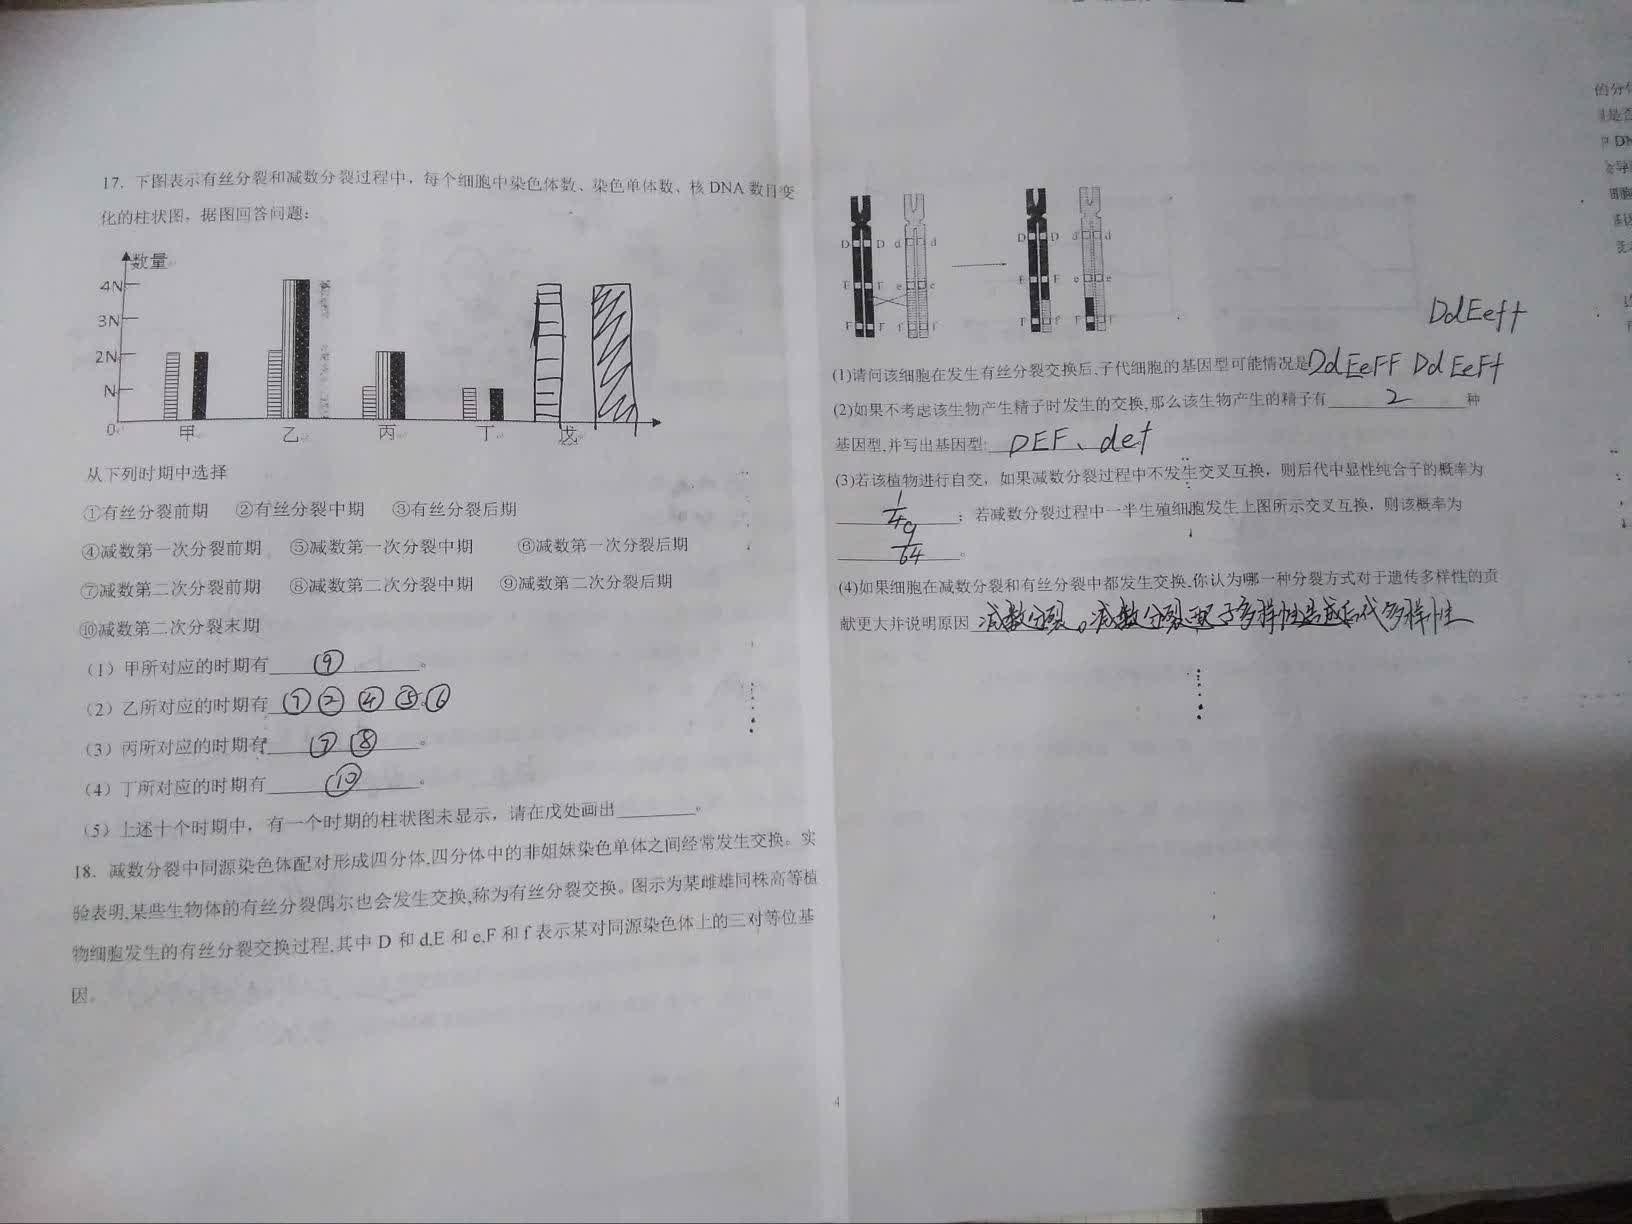 17. 下图表示有丝分裂和减数分裂过程中，每个细胞中染色体数、染色单体数、核 DNA 数目变
化的柱状图，据图回答问题：
数量
4N
3N
2N
N
0
甲 乙 丙 丁 戊
从下列时期中选择
①有丝分裂前期 ②有丝分裂中期 ③有丝分裂后期
④减数第一次分裂前期 ⑤减数第一次分裂中期 ⑥减数第一次分裂后期
⑦减数第二次分裂前期 ⑧减数第二次分裂中期 ⑨减数第二次分裂后期
⑩减数第二次分裂末期
（1）甲所对应的时期有 ⑨ 。
（2）乙所对应的时期有 ① ② ④ ⑤ ⑥
（3）丙所对应的时期有 ⑦ ⑧ 。
（4）丁所对应的时期有 ⑩ 。
（5）上述十个时期中，有一个时期的柱状图未显示，请在戊处画出________。
18. 减数分裂中同源染色体配对形成四分体,四分体中的非姐妹染色单体之间经常发生交换。实
验表明,某些生物体的有丝分裂偶尔也会发生交换,称为有丝分裂交换。图示为某雌雄同株高等植
物细胞发生的有丝分裂交换过程,其中 D 和 d,E 和 e,F 和 f 表示某对同源染色体上的三对等位基
因。
D D d d D D d d
E E e e E E e e
F F f f F f F f
DdEeff
(1)请问该细胞在发生有丝分裂交换后,子代细胞的基因型可能情况是 DdEeFF DdEeFf
(2)如果不考虑该生物产生精子时发生的交换,那么该生物产生的精子有 2 种
基因型,并写出基因型: DEF、def
(3)若该植物进行自交，如果减数分裂过程中不发生交叉互换，则后代中显性纯合子的概率为
1/4 ；若减数分裂过程中一半生殖细胞发生上图所示交叉互换，则该概率为
9/64 。
(4)如果细胞在减数分裂和有丝分裂中都发生交换,你认为哪一种分裂方式对于遗传多样性的贡
献更大并说明原因 减数分裂。减数分裂配子多样性造成后代多样性
4